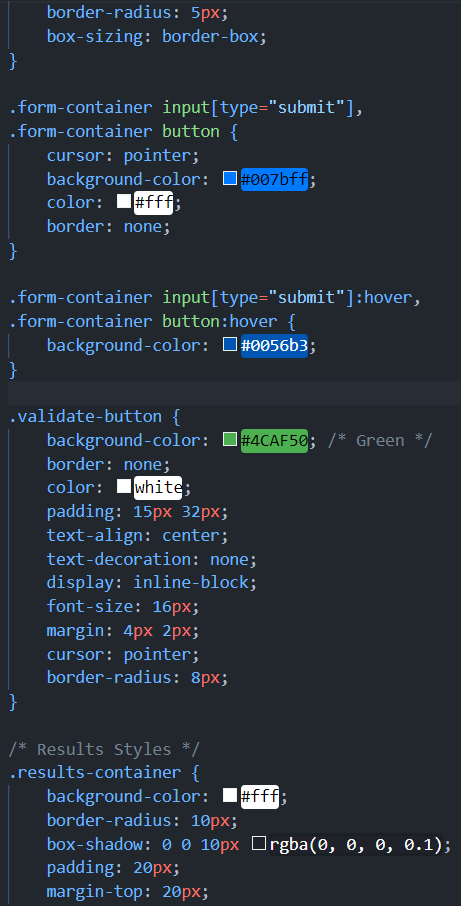 border-radius: 5px;
    box-sizing: border-box;
}

.form-container input[type="submit"],
.form-container button {
    cursor: pointer;
    background-color: #007bff;
    color: #fff;
    border: none;
}

.form-container input[type="submit"]:hover,
.form-container button:hover {
    background-color: #0056b3;
}

.validate-button {
    background-color: #4CAF50; /* Green */
    border: none;
    color: white;
    padding: 15px 32px;
    text-align: center;
    text-decoration: none;
    display: inline-block;
    font-size: 16px;
    margin: 4px 2px;
    cursor: pointer;
    border-radius: 8px;
}

/* Results Styles */
.results-container {
    background-color: #fff;
    border-radius: 10px;
    box-shadow: 0 0 10px rgba(0, 0, 0, 0.1);
    padding: 20px;
    margin-top: 20px;